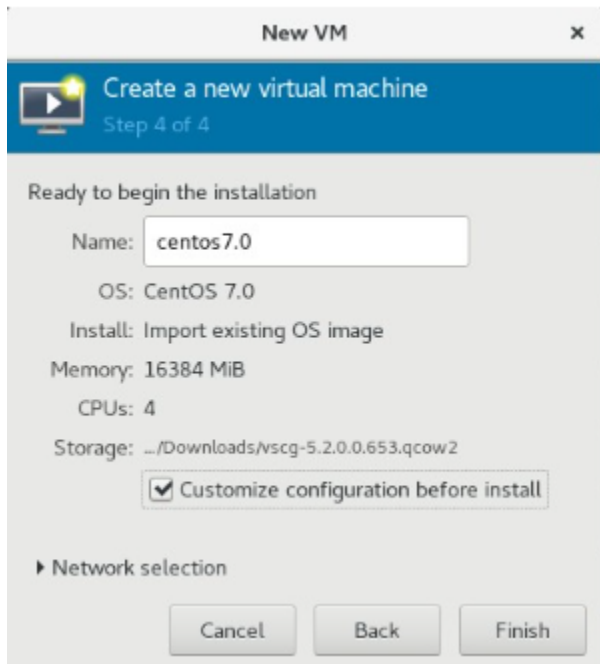 New VM
Create a new virtual machine
Step 4 of 4
Ready to begin the installation
Name: centos7.0
OS: CentOS 7.0
Install: Import existing OS image
Memory: 16384 MiB
CPUs: 4
Storage: .../Downloads/vscg-5.2.0.0.653.qcow2
Customize configuration before install
Network selection
Cancel Back Finish